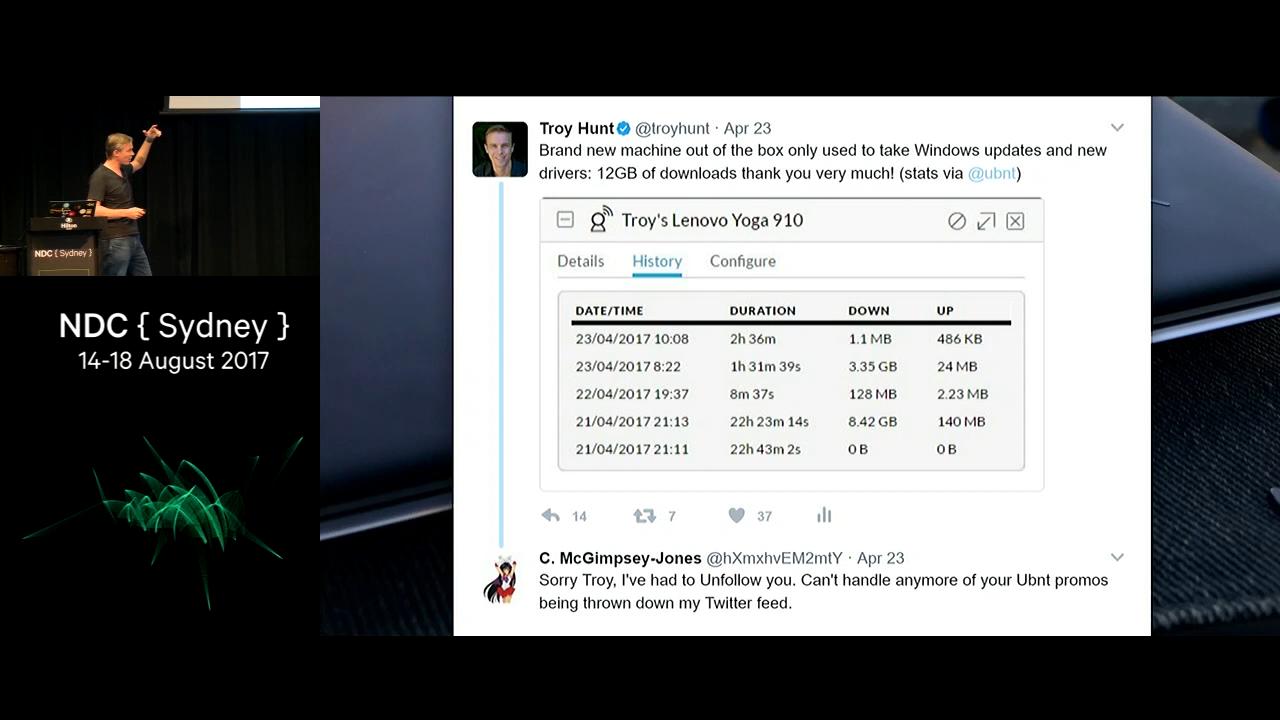 Hilton
NDC { Sydney }
NDC { Sydney }
14-18 August 2017
Troy Hunt @troyhunt · Apr 23
Brand new machine out of the box only used to take Windows updates and new
drivers: 12GB of downloads thank you very much! (stats via @ubnt)
Troy's Lenovo Yoga 910
Details History Configure
DATE/TIME DURATION DOWN UP
23/04/2017 10:08 2h 36m 1.1 MB 486 KB
23/04/2017 8:22 1h 31m 39s 3.35 GB 24 MB
22/04/2017 19:37 8m 37s 128 MB 2.23 MB
21/04/2017 21:13 22h 23m 14s 8.42 GB 140 MB
21/04/2017 21:11 22h 43m 2s 0 B 0 B
14 7 37
C. McGimpsey-Jones @hXmxhvEM2mtY · Apr 23
Sorry Troy, I've had to Unfollow you. Can't handle anymore of your Ubnt promos
being thrown down my Twitter feed.